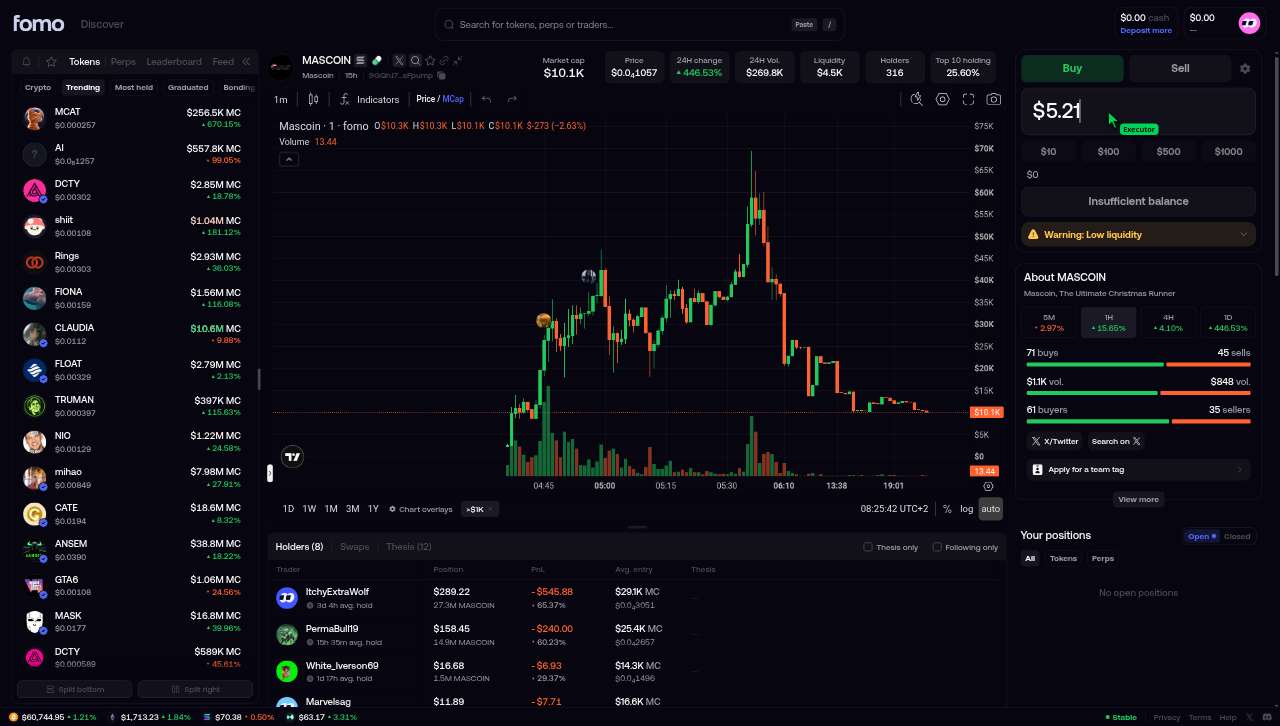 fomo Discover
Search for tokens, perps or traders... Paste /
$0.00 cash $0.00
Deposit more —
Tokens Perps Leaderboard Feed
Crypto Trending Most held Graduated Bonding
MCAT $256.5K MC
$0.000257 670.15%
AI $557.8K MC
$0.0₈1257 99.05%
DCTY $2.85M MC
$0.00302 18.78%
shiit $1.04M MC
$0.00108 181.12%
Rings $2.93M MC
$0.00303 36.03%
FIONA $1.56M MC
$0.00159 116.08%
CLAUDIA $10.6M MC
$0.0112 9.88%
FLOAT $2.79M MC
$0.00329 2.13%
TRUMAN $397K MC
$0.000397 115.63%
NIO $1.22M MC
$0.00129 24.58%
mihao $7.98M MC
$0.00849 27.91%
CATE $18.6M MC
$0.0194 8.32%
ANSEM $38.8M MC
$0.0390 18.22%
GTA6 $1.06M MC
$0.00108 24.56%
MASK $16.8M MC
$0.0177 39.96%
DCTY $589K MC
$0.000589 45.61%
Split bottom Split right
MASCOIN
Mascoin 15h
Market cap Price 24H change 24H Vol. Liquidity Holders Top 10 holding
$10.1K $0.0₄1057 446.53% $269.8K $4.5K 316 25.60%
1m Indicators Price / MCap
Mascoin · 1 · fomo O$10.3K H$10.3K L$10.1K C$10.1K $-273 (−2.63%)
Volume 13.44
$75K
$70K
$65K
$60K
$55K
$50K
$45K
$40K
$35K
$30K
$25K
$20K
$15K
$10.1K
$5K
$0
13.44
04:45 05:00 05:15 05:30 06:10 13:38 19:01
1D 1W 1M 3M 1Y Chart overlays >$1K 08:25:42 UTC+2 % log auto
Holders (8) Swaps Thesis (12) Thesis only Following only
Trader Position PnL Avg. entry Thesis
ItchyExtraWolf $289.22 -$545.88 $29.1K MC
3d 4h avg. hold 27.3M MASCOIN 65.37% $0.0₄3051
PermaBull19 $158.45 -$240.00 $25.4K MC
15h 35m avg. hold 14.9M MASCOIN 60.23% $0.0₄2657
White_Iverson69 $16.68 -$6.93 $14.3K MC
1d 17h avg. hold 1.5M MASCOIN 29.37% $0.0₄1496
Marvelsag $11.89 -$7.71 $16.6K MC
Buy Sell
$5.21
Executor
$10 $100 $500 $1000
$0
Insufficient balance
Warning: Low liquidity
About MASCOIN
Mascoin, The Ultimate Christmas Runner
5M 1H 4H 1D
2.97% 15.65% 4.10% 446.53%
71 buys 45 sells
$1.1K vol. $848 vol.
61 buyers 35 sellers
X/Twitter Search on X
Apply for a team tag
View more
Your positions Open Closed
All Tokens Perps
No open positions
$60,744.95 1.21% $1,713.23 1.84% $70.38 0.50% $63.17 3.31% Stable Privacy Terms Help